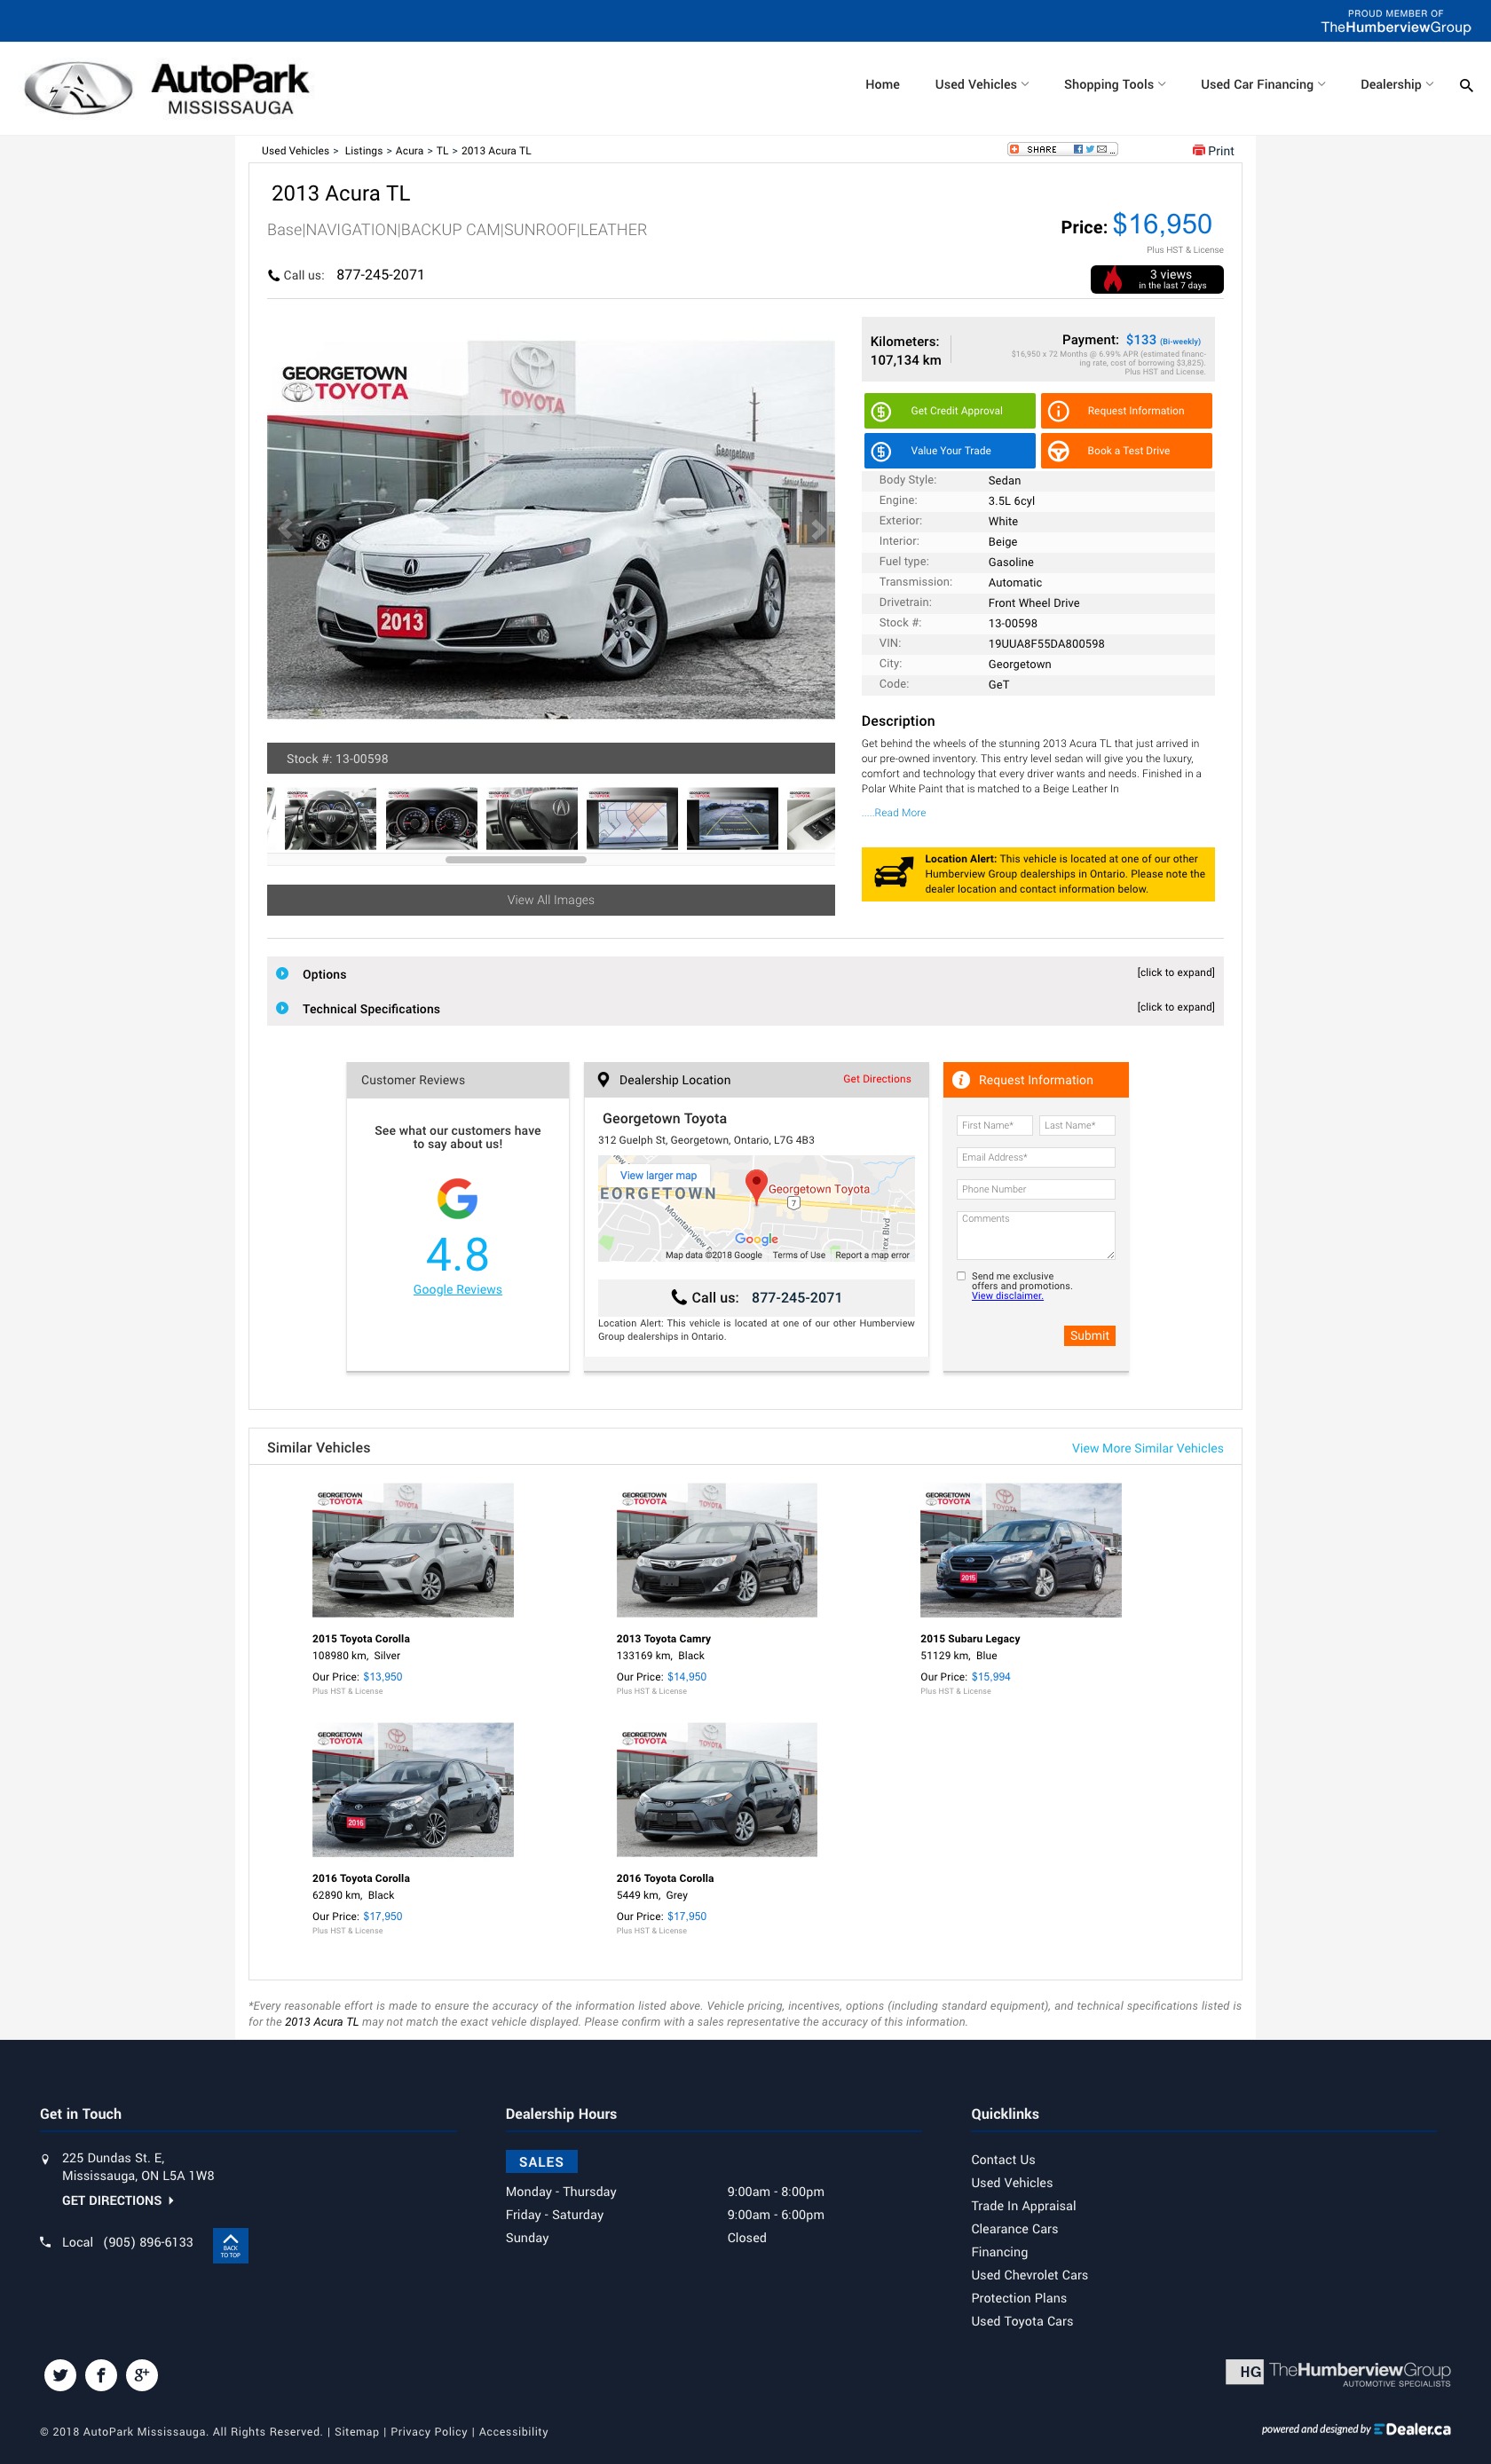 PROUD MEMBER OF
TheHumberviewGroup
AutoPark
MISSISSAUGA
Home
Used Vehicles
Shopping Tools
Used Car Financing
Dealership
Used Vehicles > Listings > Acura > TL > 2013 Acura TL
SHARE
Print
2013 Acura TL
Base|NAVIGATION|BACKUP CAM|SUNROOF|LEATHER
Price: $16,950
Plus HST & License
Call us: 877-245-2071
3 views
in the last 7 days
GEORGETOWN
TOYOTA
TOYOTA
Georgetown
2013
Stock #: 13-00598
View All Images
Kilometers:
107,134 km
Payment: $133 (Bi-weekly)
$16,950 x 72 Months @ 6.99% APR (estimated financ-
ing rate, cost of borrowing $3,825).
Plus HST and License.
Get Credit Approval
Request Information
Value Your Trade
Book a Test Drive
Body Style: Sedan
Engine: 3.5L 6cyl
Exterior: White
Interior: Beige
Fuel type: Gasoline
Transmission: Automatic
Drivetrain: Front Wheel Drive
Stock #: 13-00598
VIN: 19UUA8F55DA800598
City: Georgetown
Code: GeT
Description
Get behind the wheels of the stunning 2013 Acura TL that just arrived in
our pre-owned inventory. This entry level sedan will give you the luxury,
comfort and technology that every driver wants and needs. Finished in a
Polar White Paint that is matched to a Beige Leather In
.....Read More
Location Alert: This vehicle is located at one of our other
Humberview Group dealerships in Ontario. Please note the
dealer location and contact information below.
Options [click to expand]
Technical Specifications [click to expand]
Customer Reviews
See what our customers have
to say about us!
4.8
Google Reviews
Dealership Location Get Directions
Georgetown Toyota
312 Guelph St, Georgetown, Ontario, L7G 4B3
View larger map
EORGETOWN
Georgetown Toyota
7
Mountainview
rex Blvd
Google
Map data ©2018 Google Terms of Use Report a map error
Call us: 877-245-2071
Location Alert: This vehicle is located at one of our other Humberview
Group dealerships in Ontario.
Request Information
First Name* Last Name*
Email Address*
Phone Number
Comments
Send me exclusive
offers and promotions.
View disclaimer.
Submit
Similar Vehicles View More Similar Vehicles
GEORGETOWN
TOYOTA
GEORGETOWN
TOYOTA
GEORGETOWN
TOYOTA
2015
2015 Toyota Corolla
108980 km, Silver
Our Price: $13,950
Plus HST & License
2013 Toyota Camry
133169 km, Black
Our Price: $14,950
Plus HST & License
2015 Subaru Legacy
51129 km, Blue
Our Price: $15,994
Plus HST & License
GEORGETOWN
TOYOTA
2016
GEORGETOWN
TOYOTA
2016 Toyota Corolla
62890 km, Black
Our Price: $17,950
Plus HST & License
2016 Toyota Corolla
5449 km, Grey
Our Price: $17,950
Plus HST & License
*Every reasonable effort is made to ensure the accuracy of the information listed above. Vehicle pricing, incentives, options (including standard equipment), and technical specifications listed is
for the 2013 Acura TL may not match the exact vehicle displayed. Please confirm with a sales representative the accuracy of this information.
Get in Touch
225 Dundas St. E,
Mississauga, ON L5A 1W8
GET DIRECTIONS
Local (905) 896-6133
BACK
TO TOP
Dealership Hours
SALES
Monday - Thursday 9:00am - 8:00pm
Friday - Saturday 9:00am - 6:00pm
Sunday Closed
Quicklinks
Contact Us
Used Vehicles
Trade In Appraisal
Clearance Cars
Financing
Used Chevrolet Cars
Protection Plans
Used Toyota Cars
HG TheHumberviewGroup
AUTOMOTIVE SPECIALISTS
© 2018 AutoPark Mississauga. All Rights Reserved. | Sitemap | Privacy Policy | Accessibility
powered and designed by EDealer.ca